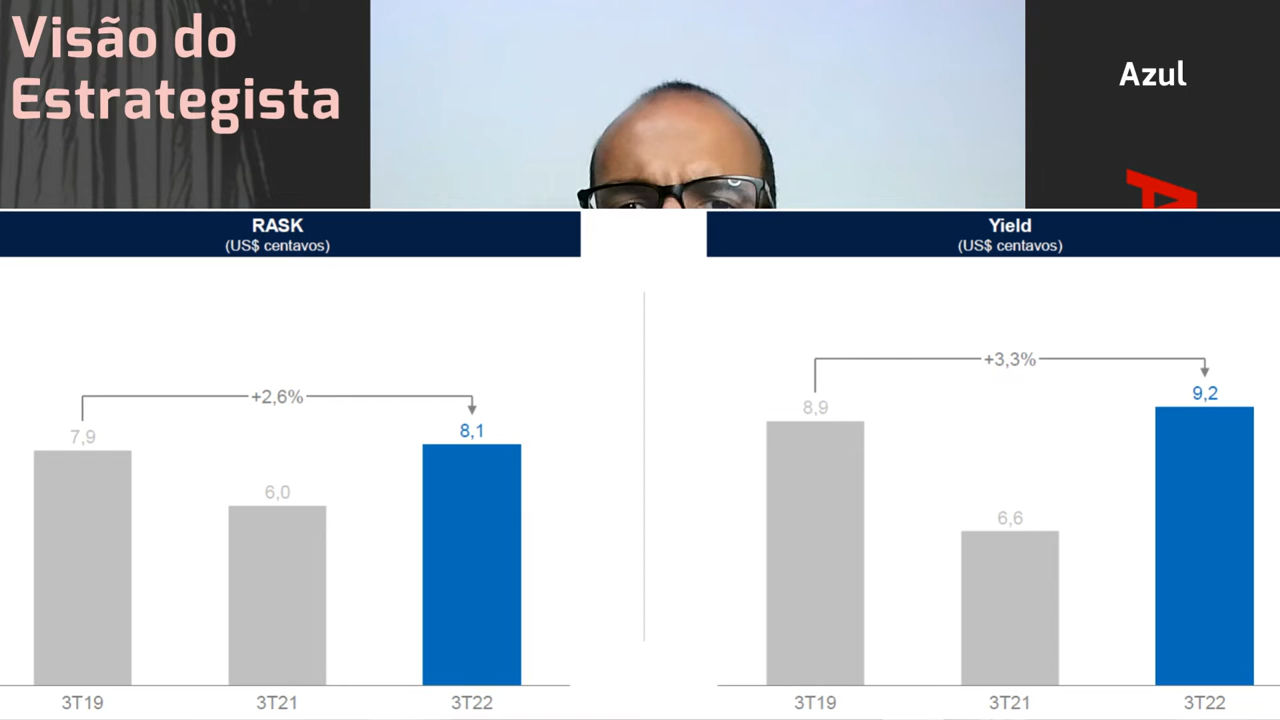 Visão do
Estrategista
Azul
A
RASK
(US$ centavos)
+2,6%
7,9
6,0
8,1
3T19
3T21
3T22
Yield
(US$ centavos)
+3,3%
8,9
6,6
9,2
3T19
3T21
3T22